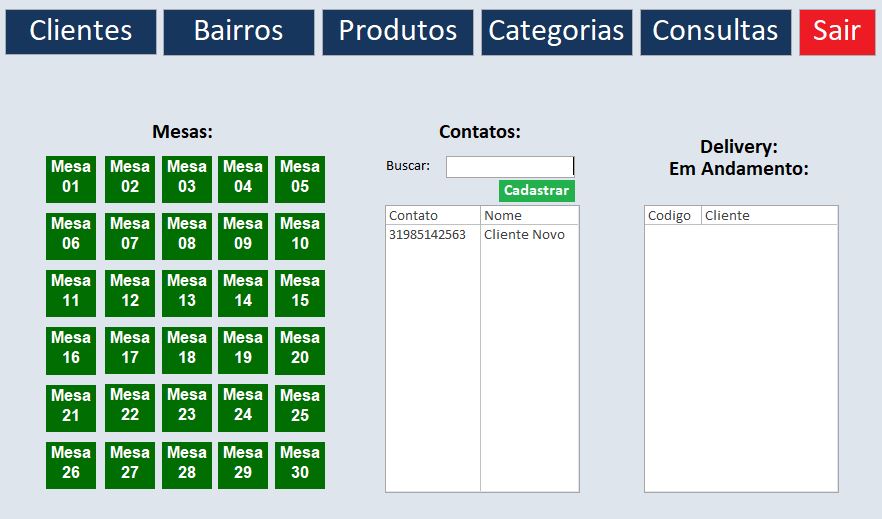 Clientes Bairros Produtos Categorias Consultas Sair
Mesas:
Mesa 01 Mesa 02 Mesa 03 Mesa 04 Mesa 05
Mesa 06 Mesa 07 Mesa 08 Mesa 09 Mesa 10
Mesa 11 Mesa 12 Mesa 13 Mesa 14 Mesa 15
Mesa 16 Mesa 17 Mesa 18 Mesa 19 Mesa 20
Mesa 21 Mesa 22 Mesa 23 Mesa 24 Mesa 25
Mesa 26 Mesa 27 Mesa 28 Mesa 29 Mesa 30
Contatos:
Buscar:
Cadastrar
Contato Nome
31985142563 Cliente Novo
Delivery:
Em Andamento:
Codigo Cliente